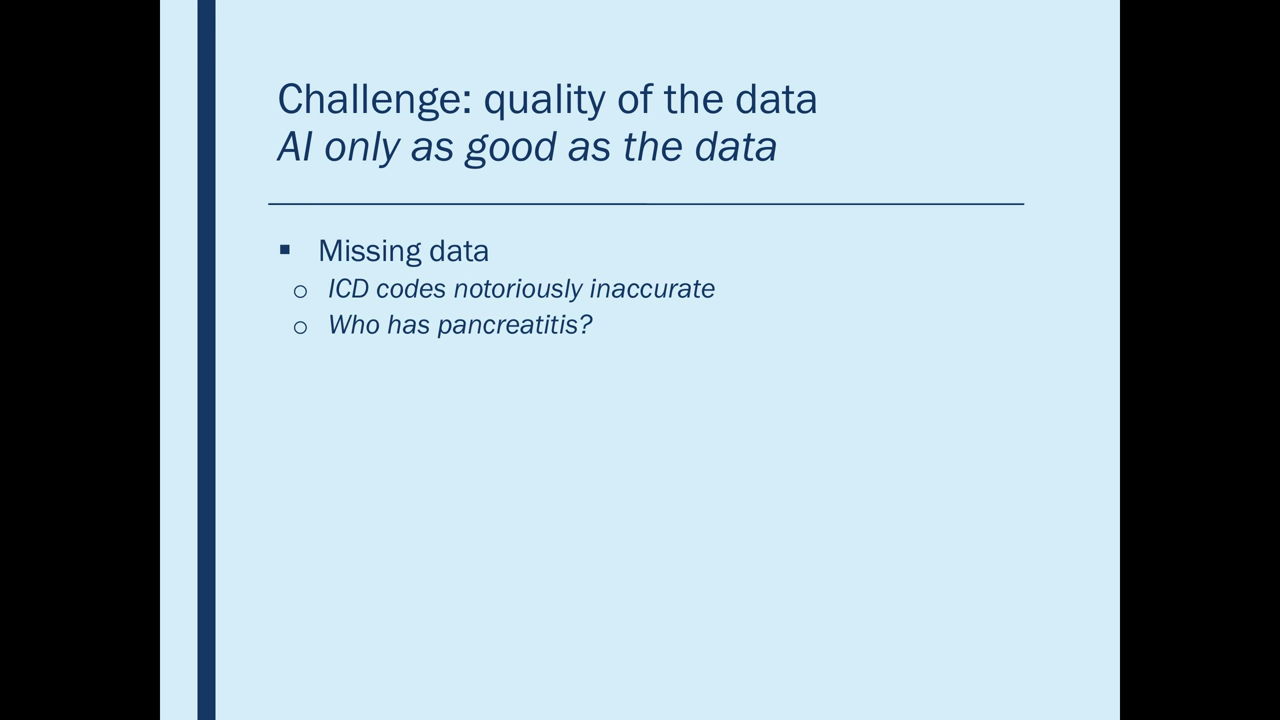 Challenge: quality of the data
AI only as good as the data
▪ Missing data
o ICD codes notoriously inaccurate
o Who has pancreatitis?